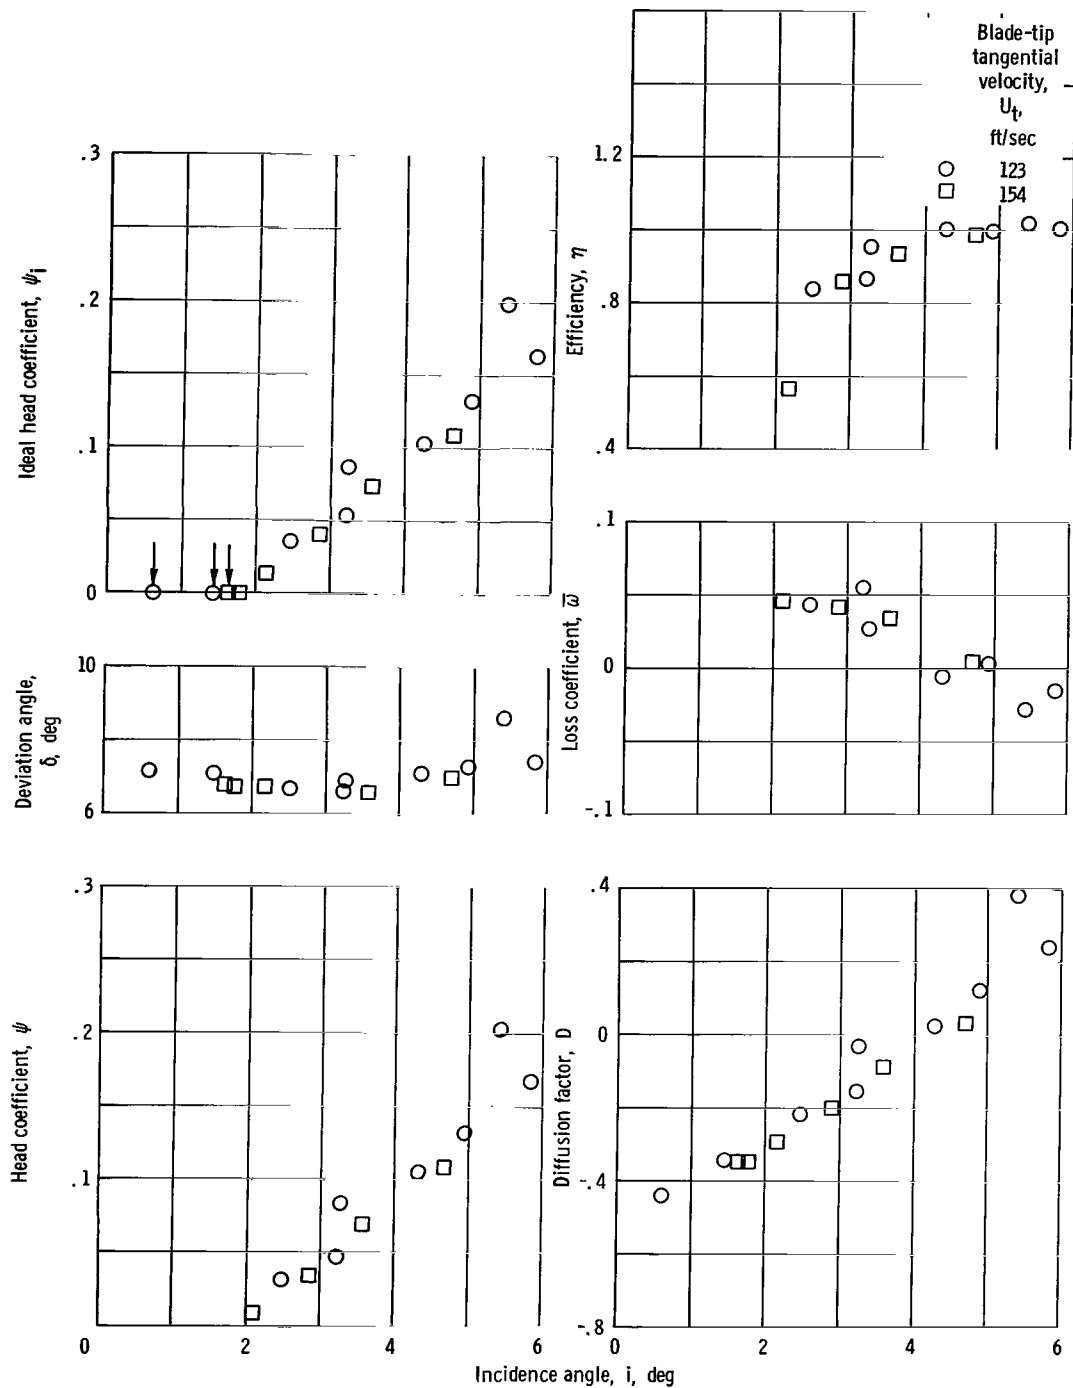 Blade-tip
tangential
velocity,
U_t,
ft/sec
123
154
.3
.2
.1
0
Ideal head coefficient, ψ_i
1.2
.8
.4
Efficiency, η
10
6
Deviation angle,
δ, deg
.1
0
-.1
Loss coefficient, ω̅
.3
.2
.1
Head coefficient, ψ
0
2
4
6
.4
0
-.4
-.8
Diffusion factor, D
0
2
4
6
Incidence angle, i, deg